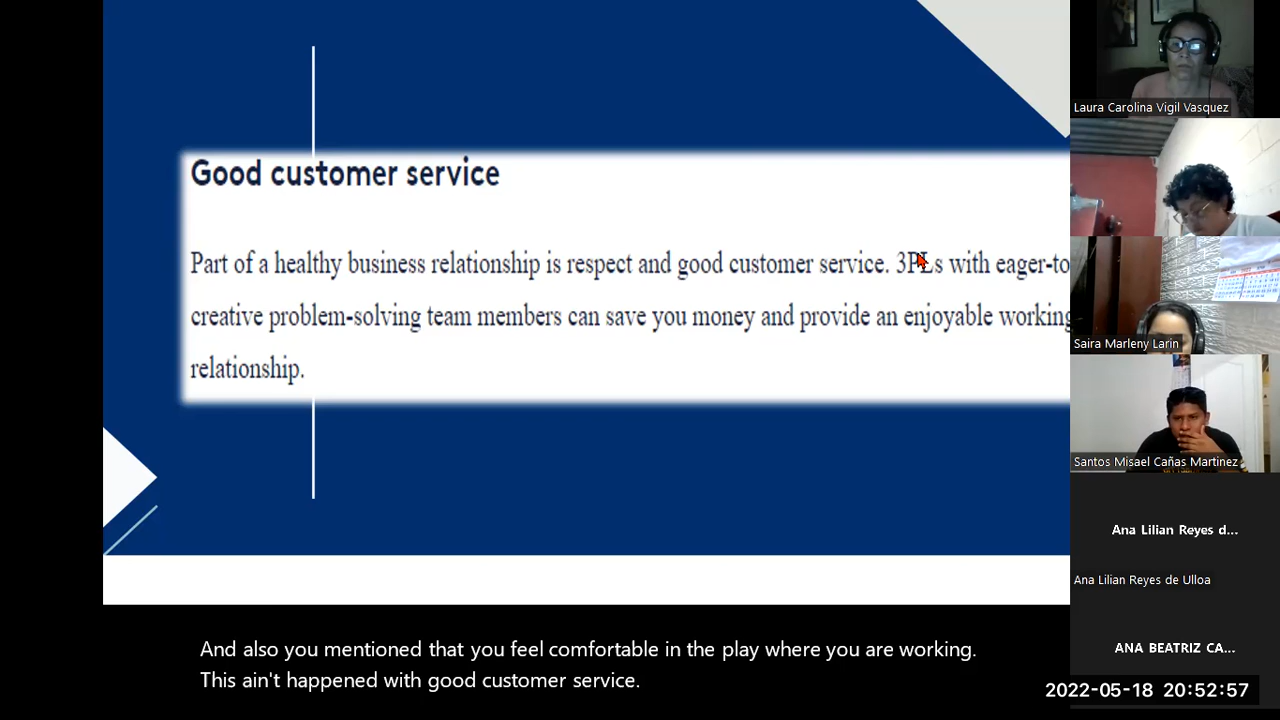 Good customer service
Part of a healthy business relationship is respect and good customer service. 3PLs with eager-to
creative problem-solving team members can save you money and provide an enjoyable working
relationship.
And also you mentioned that you feel comfortable in the play where you are working.
This ain't happened with good customer service.
Laura Carolina Vigil Vasquez
Saira Marleny Larin
Santos Misael Cañas Martinez
Ana Lilian Reyes d...
Ana Lilian Reyes de Ulloa
ANA BEATRIZ CA...
2022-05-18 20:52:57